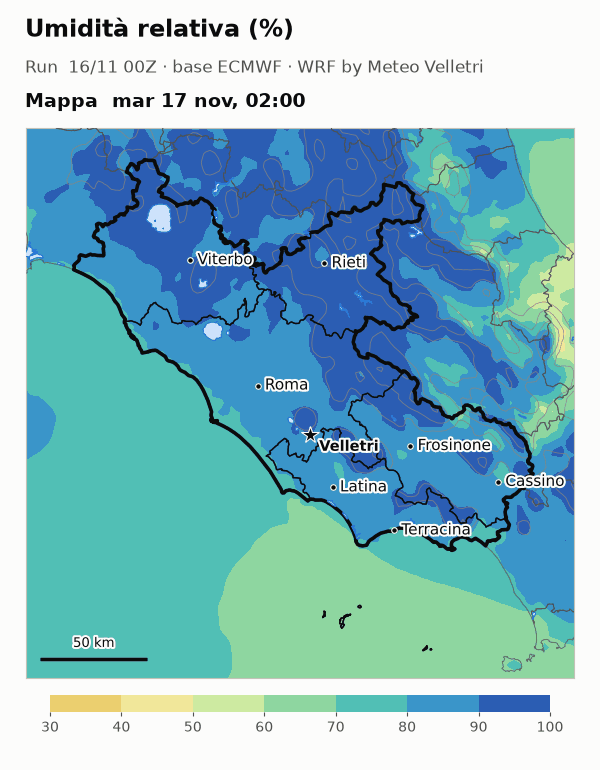 Umidità relativa (%)
Run 16/11 00Z · base ECMWF · WRF by Meteo Velletri
Mappa mar 17 nov, 02:00
Viterbo
Rieti
Roma
Velletri
Frosinone
Latina
Cassino
Terracina
50 km
30 40 50 60 70 80 90 100